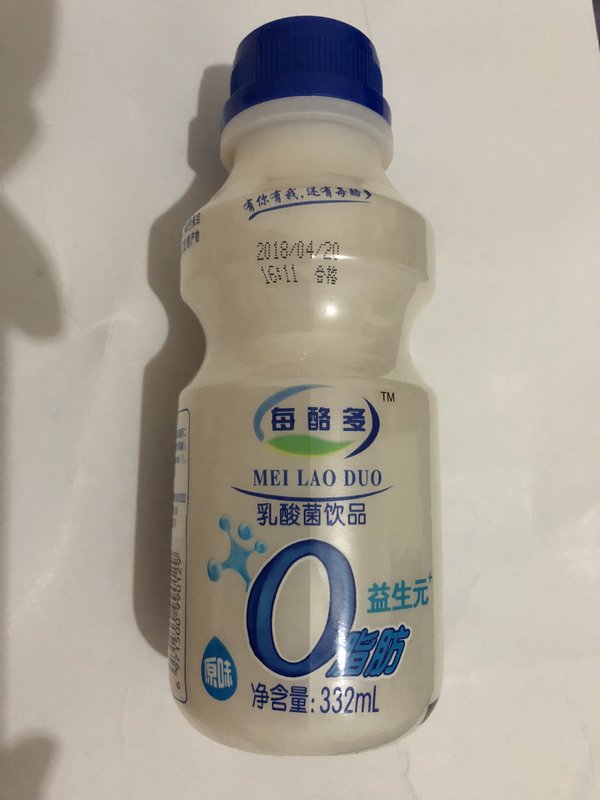 有你有我,还有每酪多
2018/04/20
16:11 合格
每酪多
TM
MEI LAO DUO
乳酸菌饮品
0脂肪
益生元+
原味
净含量:332mL